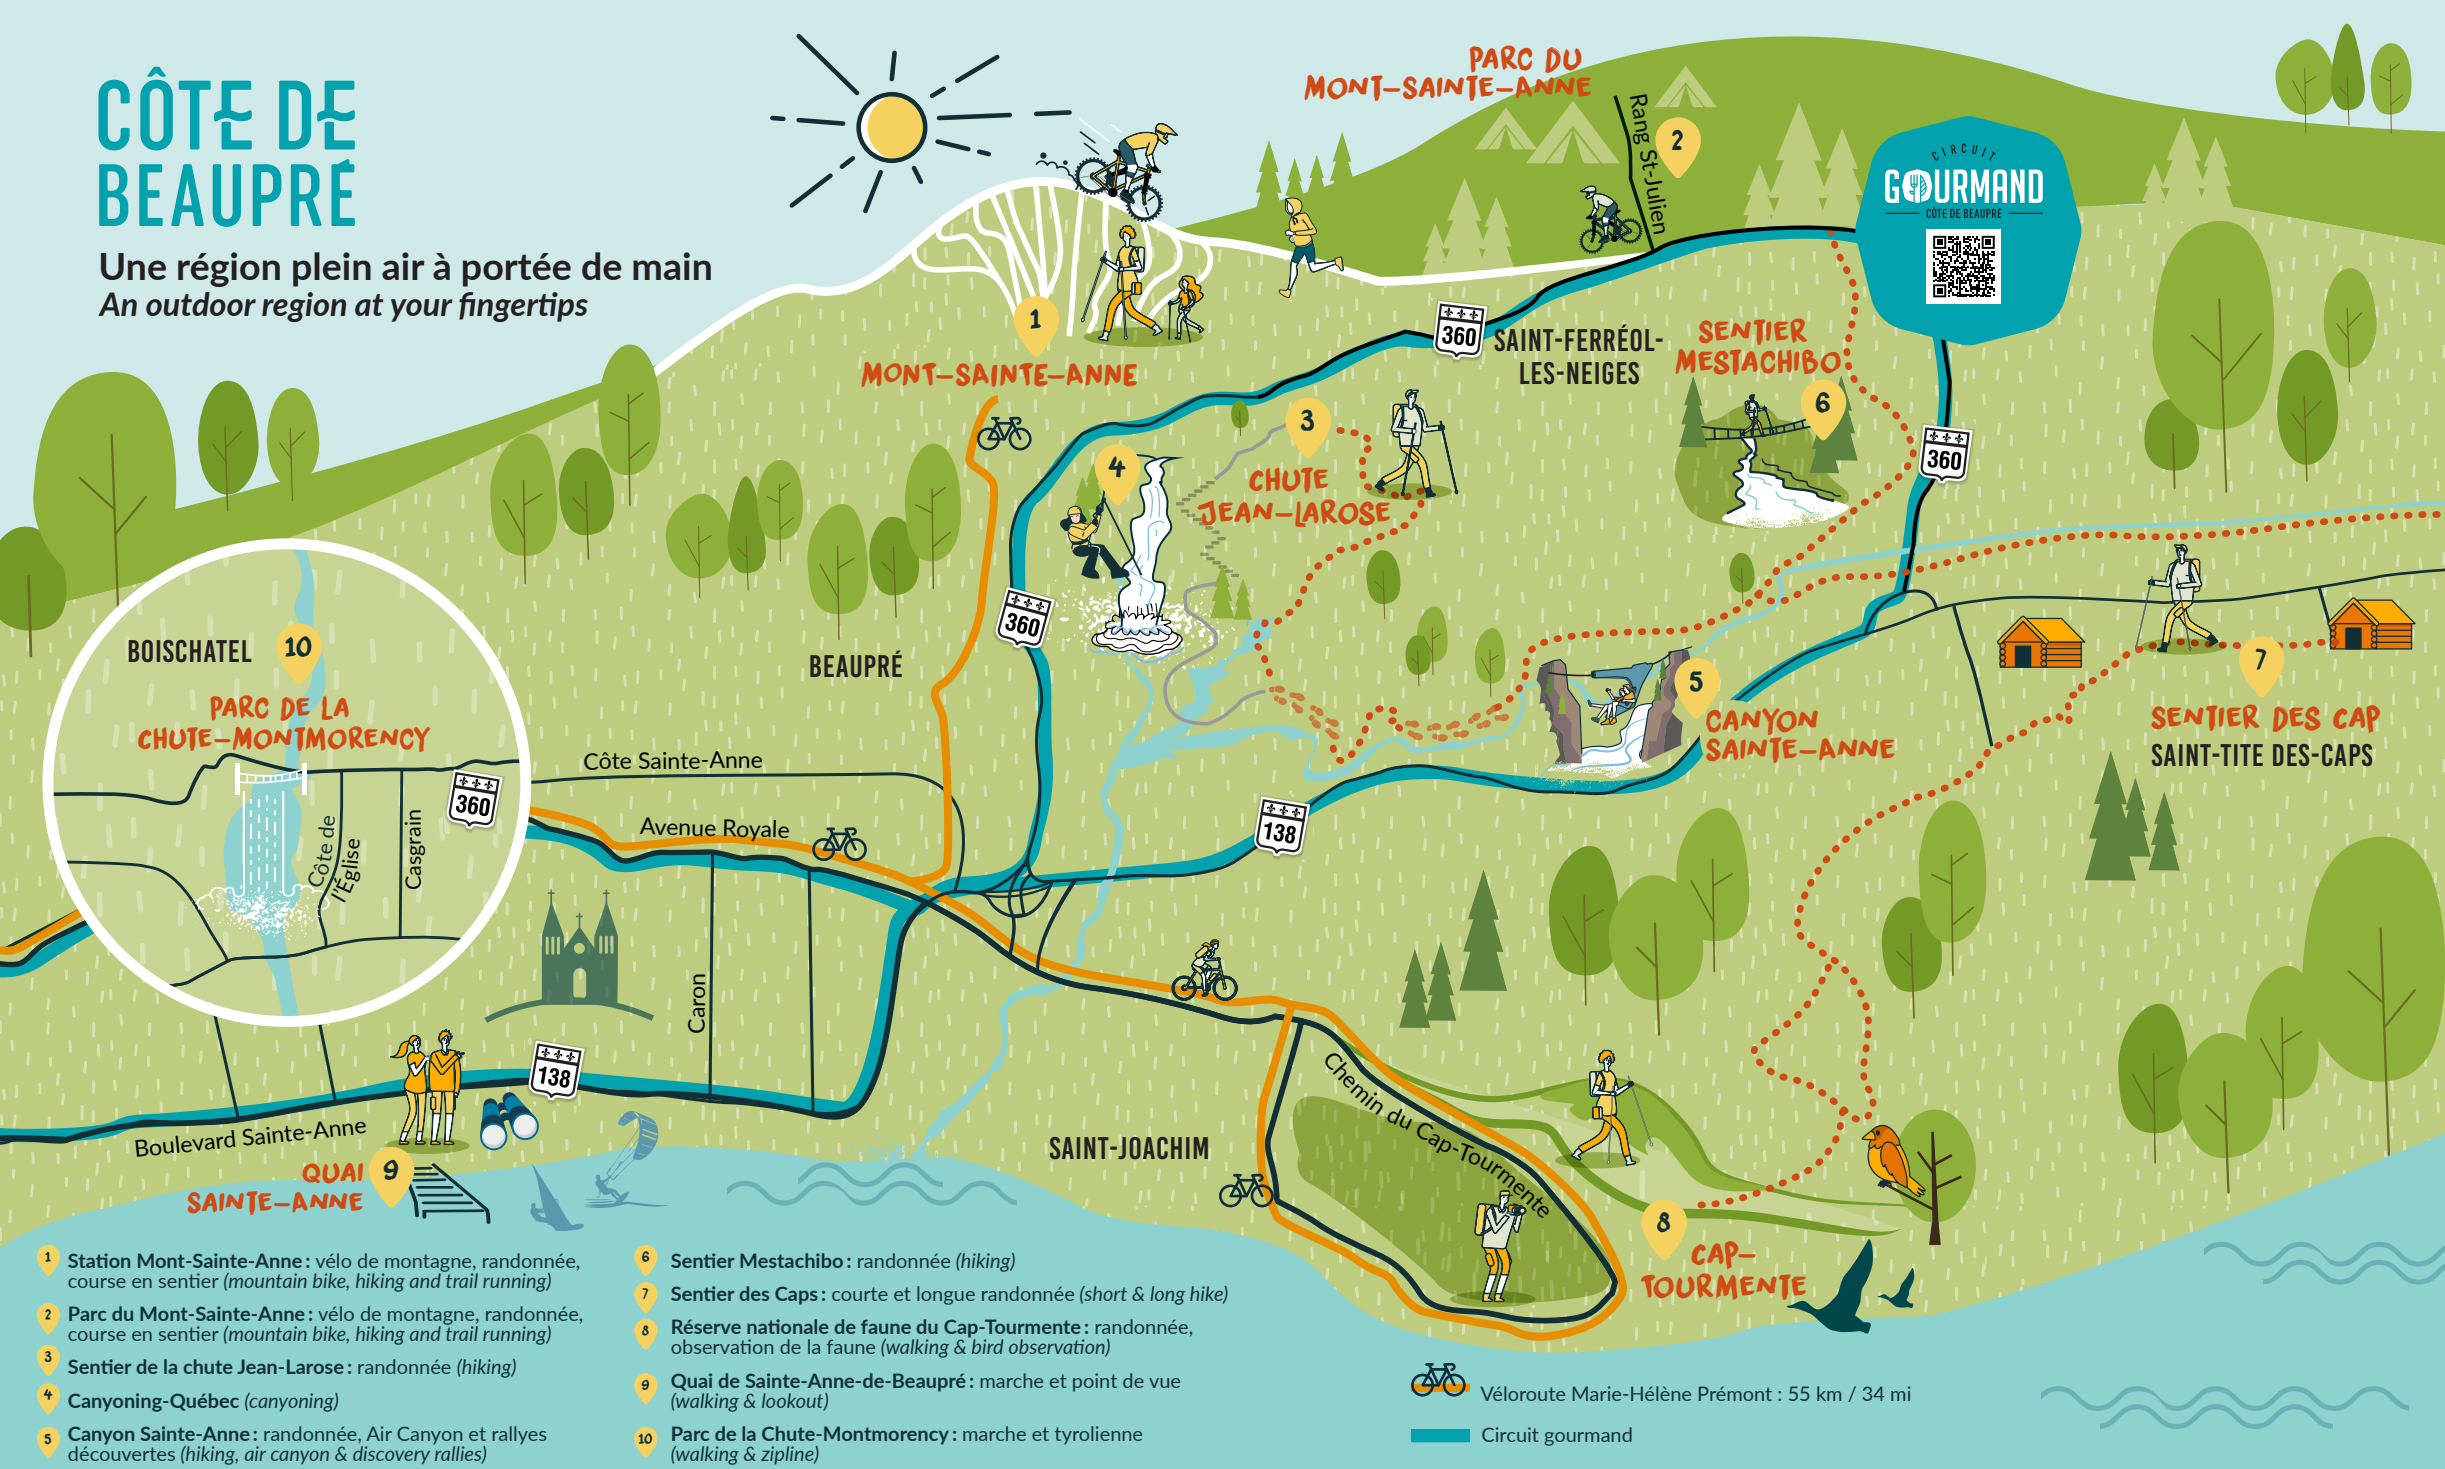 CÔTE DE
BEAUPRÉ
Une région plein air à portée de main
An outdoor region at your fingertips
PARC DU
MONT-SAINTE-ANNE
Rang St-Julien
2
CIRCUIT
GOURMAND
CÔTE DE BEAUPRÉ
1
MONT-SAINTE-ANNE
360
SAINT-FERRÉOL-
LES-NEIGES
SENTIER
MESTACHIBO
6
3
CHUTE
JEAN-LAROSE
4
360
360
BEAUPRÉ
BOISCHATEL
10
PARC DE LA
CHUTE-MONTMORENCY
360
Côte de
l'Église
Casgrain
5
CANYON
SAINTE-ANNE
7
SENTIER DES CAP
SAINT-TITE DES-CAPS
Côte Sainte-Anne
Avenue Royale
138
Caron
138
Boulevard Sainte-Anne
QUAI
SAINTE-ANNE
9
SAINT-JOACHIM
Chemin du Cap-Tourmente
8
CAP-
TOURMENTE
1 Station Mont-Sainte-Anne : vélo de montagne, randonnée,
course en sentier (mountain bike, hiking and trail running)
2 Parc du Mont-Sainte-Anne : vélo de montagne, randonnée,
course en sentier (mountain bike, hiking and trail running)
3 Sentier de la chute Jean-Larose : randonnée (hiking)
4 Canyoning-Québec (canyoning)
5 Canyon Sainte-Anne : randonnée, Air Canyon et rallyes
découvertes (hiking, air canyon & discovery rallies)
6 Sentier Mestachibo : randonnée (hiking)
7 Sentier des Caps : courte et longue randonnée (short & long hike)
8 Réserve nationale de faune du Cap-Tourmente : randonnée,
observation de la faune (walking & bird observation)
9 Quai de Sainte-Anne-de-Beaupré : marche et point de vue
(walking & lookout)
10 Parc de la Chute-Montmorency : marche et tyrolienne
(walking & zipline)
Véloroute Marie-Hélène Prémont : 55 km / 34 mi
Circuit gourmand